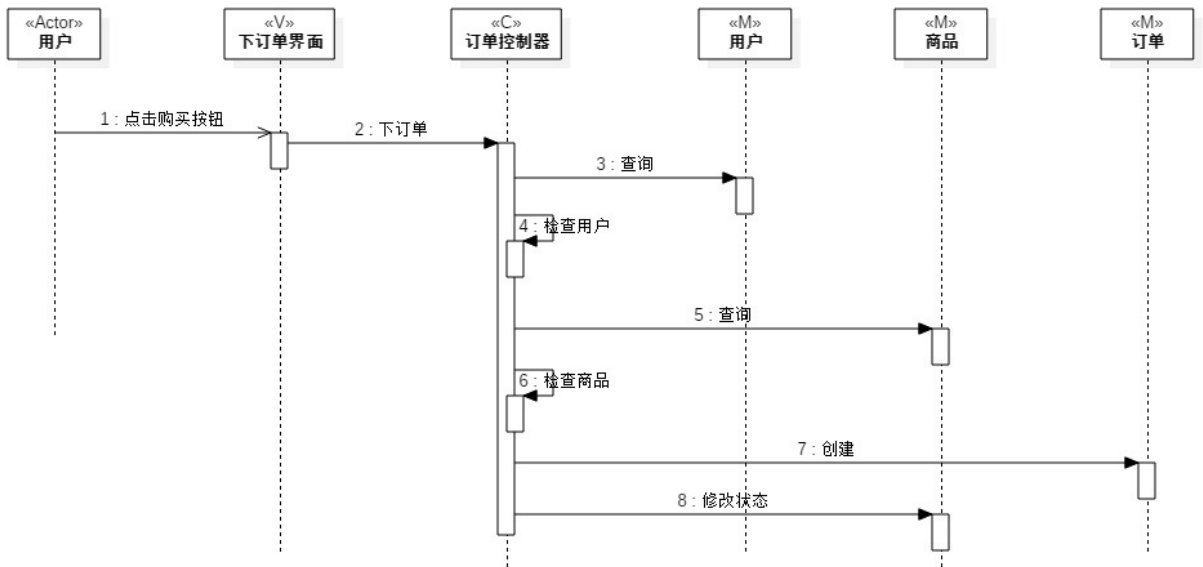 «Actor»
用户
«V»
下订单界面
«C»
订单控制器
«M»
用户
«M»
商品
«M»
订单
1 : 点击购买按钮
2 : 下订单
3 : 查询
4 : 检查用户
5 : 查询
6 : 检查商品
7 : 创建
8 : 修改状态